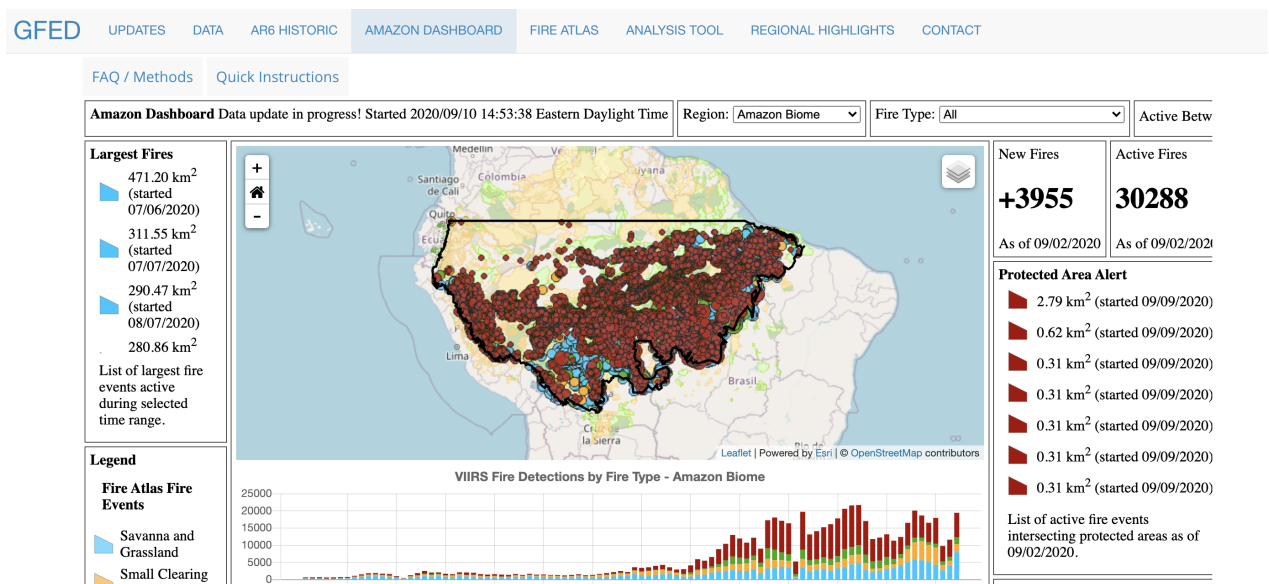 GFED UPDATES DATA AR6 HISTORIC AMAZON DASHBOARD FIRE ATLAS ANALYSIS TOOL REGIONAL HIGHLIGHTS CONTACT
FAQ / Methods Quick Instructions
Amazon Dashboard Data update in progress! Started 2020/09/10 14:53:38 Eastern Daylight Time
Region: Amazon Biome
Fire Type: All
Active Betw
Largest Fires
471.20 km2
(started
07/06/2020)
311.55 km2
(started
07/07/2020)
290.47 km2
(started
08/07/2020)
280.86 km2
List of largest fire
events active
during selected
time range.
Legend
Fire Atlas Fire
Events
Savanna and
Grassland
Small Clearing
+
-
Medellín
Santiago
de Cali
Colombia
Quito
Lima
Brasil
la Sierra
Leaflet | Powered by Esri | © OpenStreetMap contributors
VIIRS Fire Detections by Fire Type - Amazon Biome
25000
20000
15000
10000
5000
0
New Fires
+3955
As of 09/02/2020
Active Fires
30288
As of 09/02/2020
Protected Area Alert
2.79 km2 (started 09/09/2020)
0.62 km2 (started 09/09/2020)
0.31 km2 (started 09/09/2020)
0.31 km2 (started 09/09/2020)
0.31 km2 (started 09/09/2020)
0.31 km2 (started 09/09/2020)
0.31 km2 (started 09/09/2020)
List of active fire events
intersecting protected areas as of
09/02/2020.